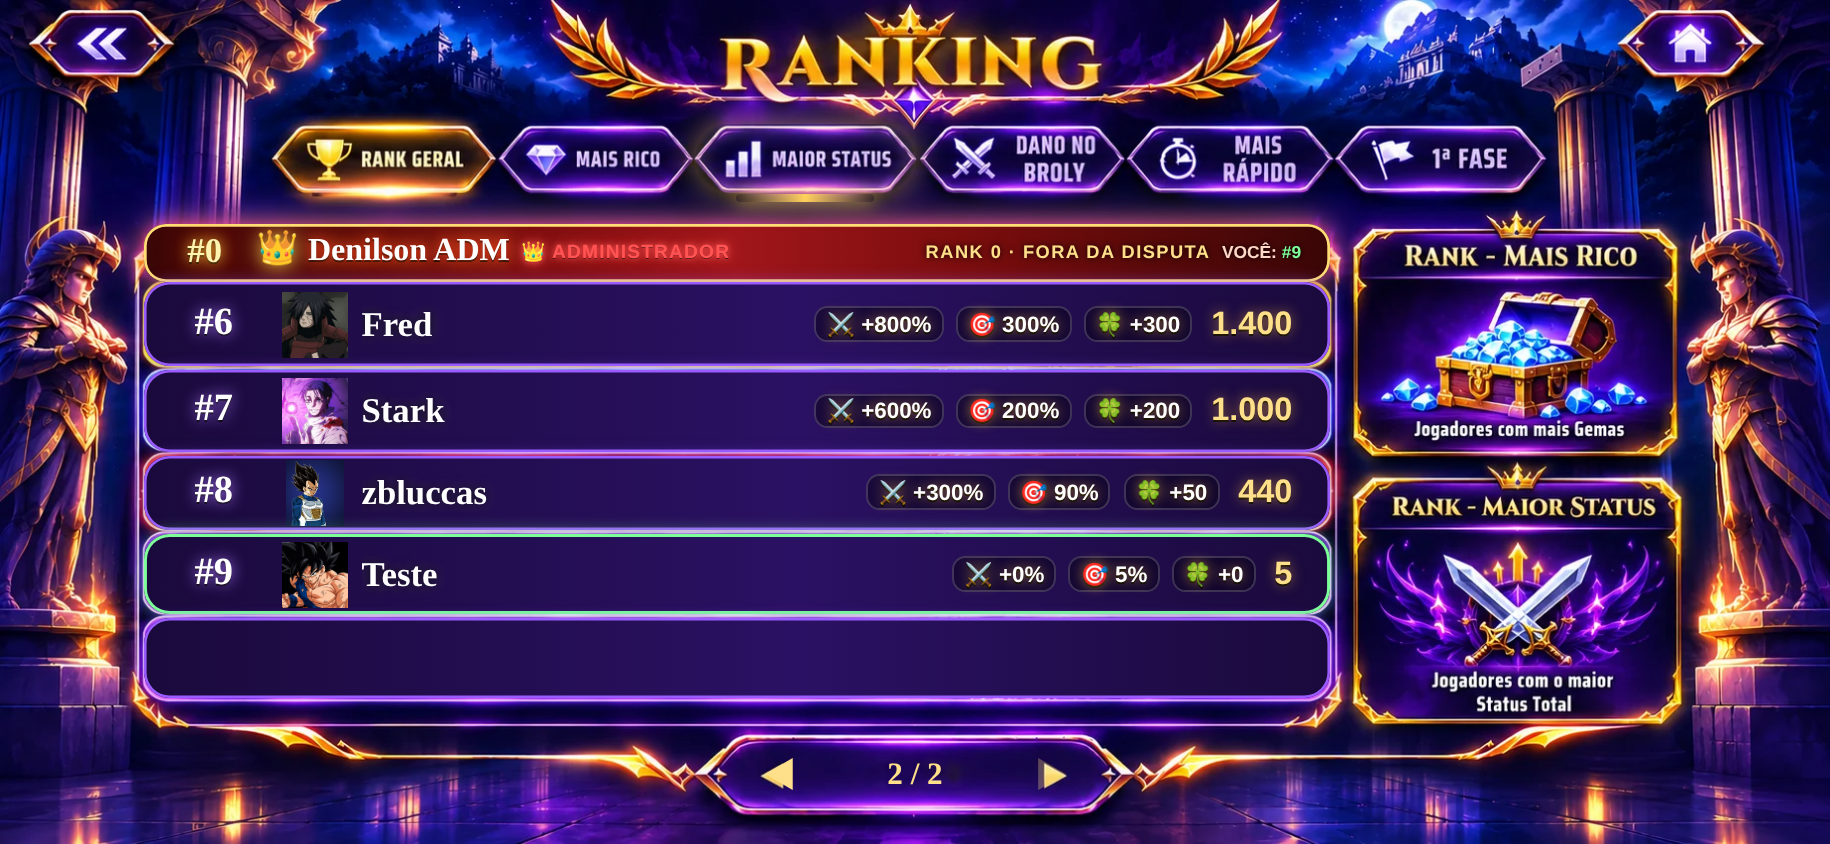 RANKING
RANK GERAL
MAIS RICO
MAIOR STATUS
DANO NO
BROLY
MAIS
RÁPIDO
1ª FASE
#0 Denilson ADM ADMINISTRADOR RANK 0 · FORA DA DISPUTA VOCÊ: #9
#6 Fred +800% 300% +300 1.400
#7 Stark +600% 200% +200 1.000
#8 zbluccas +300% 90% +50 440
#9 Teste +0% 5% +0 5
RANK - MAIS RICO
Jogadores com mais Gemas
RANK - MAIOR STATUS
Jogadores com o maior
Status Total
2 / 2